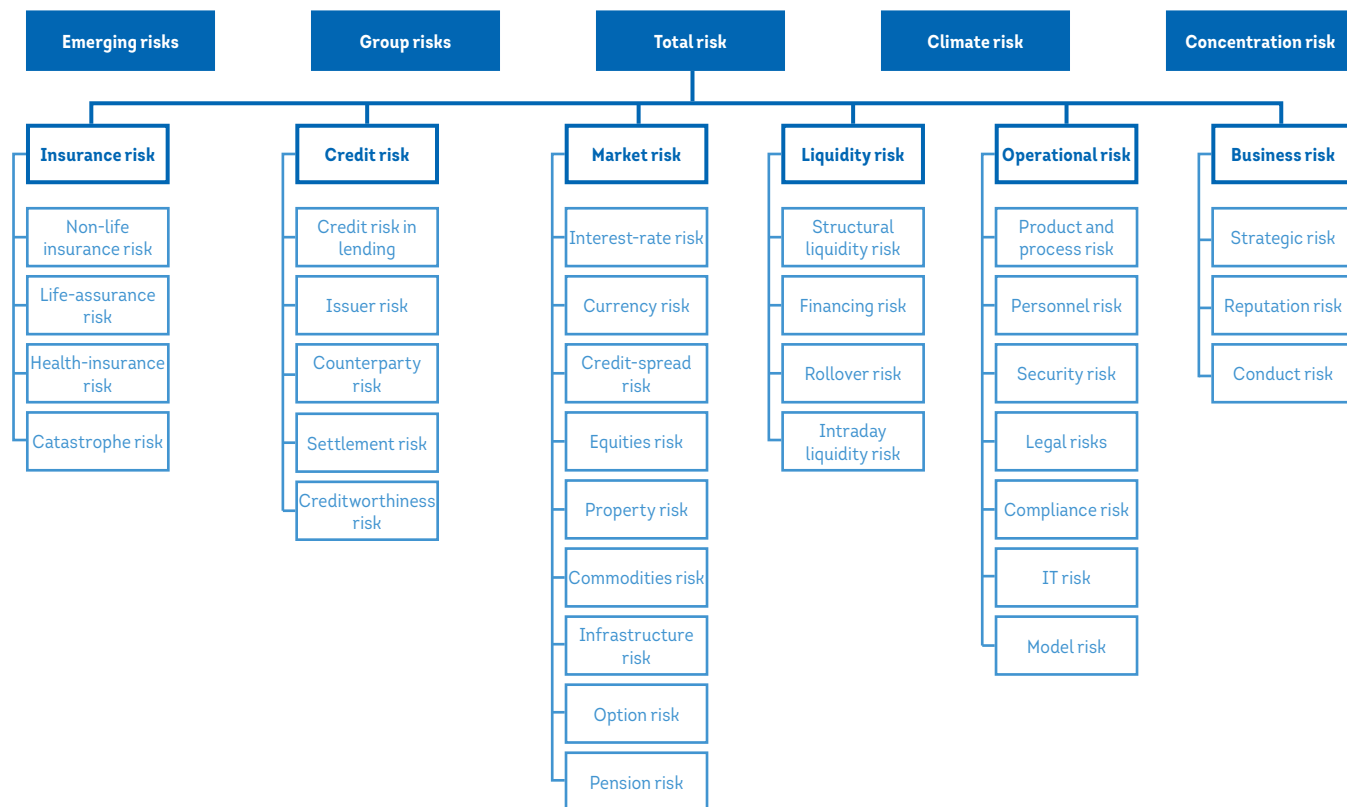 Emerging risks
Group risks
Total risk
Climate risk
Concentration risk
Insurance risk
Non-life
insurance risk
Life-assurance
risk
Health-insurance
risk
Catastrophe risk
Credit risk
Credit risk in
lending
Issuer risk
Counterparty
risk
Settlement risk
Creditworthiness
risk
Market risk
Interest-rate risk
Currency risk
Credit-spread
risk
Equities risk
Property risk
Commodities risk
Infrastructure
risk
Option risk
Pension risk
Liquidity risk
Structural
liquidity risk
Financing risk
Rollover risk
Intraday
liquidity risk
Operational risk
Product and
process risk
Personnel risk
Security risk
Legal risks
Compliance risk
IT risk
Model risk
Business risk
Strategic risk
Reputation risk
Conduct risk